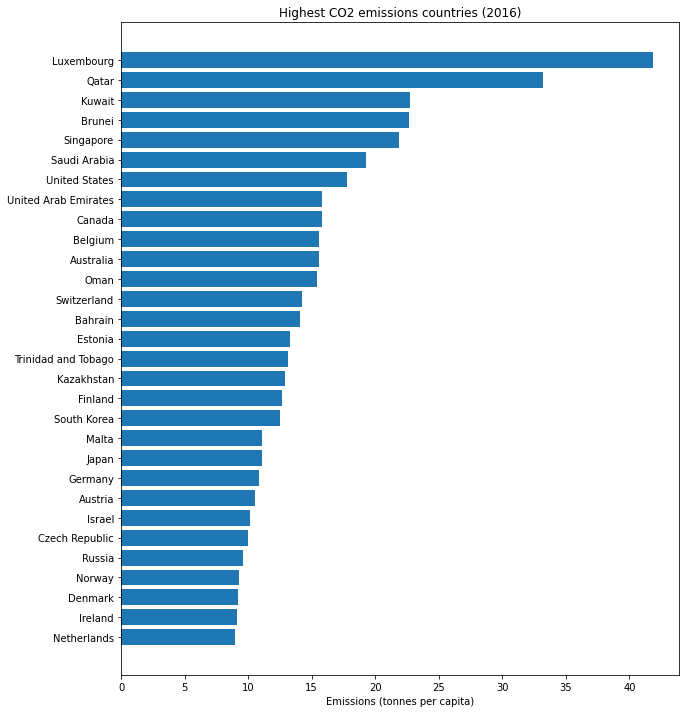 Highest CO2 emissions countries (2016)
Luxembourg
Qatar
Kuwait
Brunei
Singapore
Saudi Arabia
United States
United Arab Emirates
Canada
Belgium
Australia
Oman
Switzerland
Bahrain
Estonia
Trinidad and Tobago
Kazakhstan
Finland
South Korea
Malta
Japan
Germany
Austria
Israel
Czech Republic
Russia
Norway
Denmark
Ireland
Netherlands
0 5 10 15 20 25 30 35 40
Emissions (tonnes per capita)